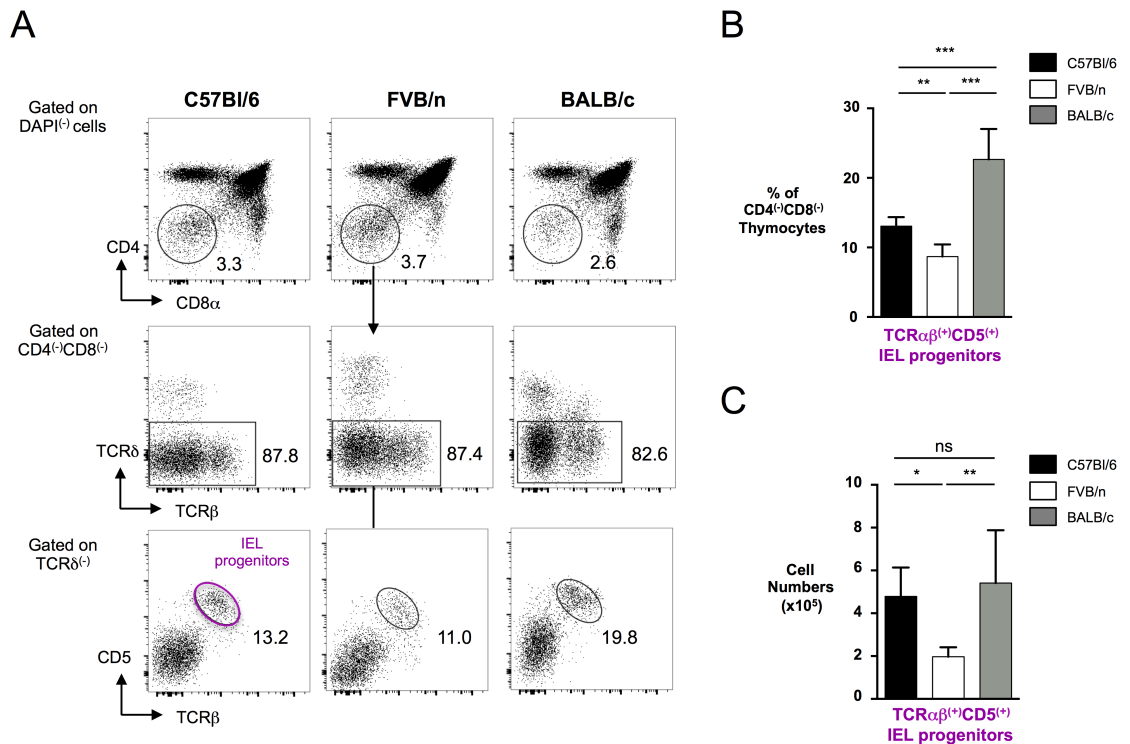 A
C57Bl/6
FVB/n
BALB/c
Gated on
DAPI(-) cells
CD4
CD8α
3.3
3.7
2.6
Gated on
CD4(-)CD8(-)
TCRδ
TCRβ
87.8
87.4
82.6
Gated on
TCRδ(-)
IEL
progenitors
CD5
TCRβ
13.2
11.0
19.8
B
***
**
***
C57Bl/6
FVB/n
BALB/c
30
20
10
0
% of
CD4(-)CD8(-)
Thymocytes
TCRαβ(+)CD5(+)
IEL progenitors
C
ns
*
**
C57Bl/6
FVB/n
BALB/c
10
8
6
4
2
0
Cell
Numbers
(x10⁵)
TCRαβ(+)CD5(+)
IEL progenitors